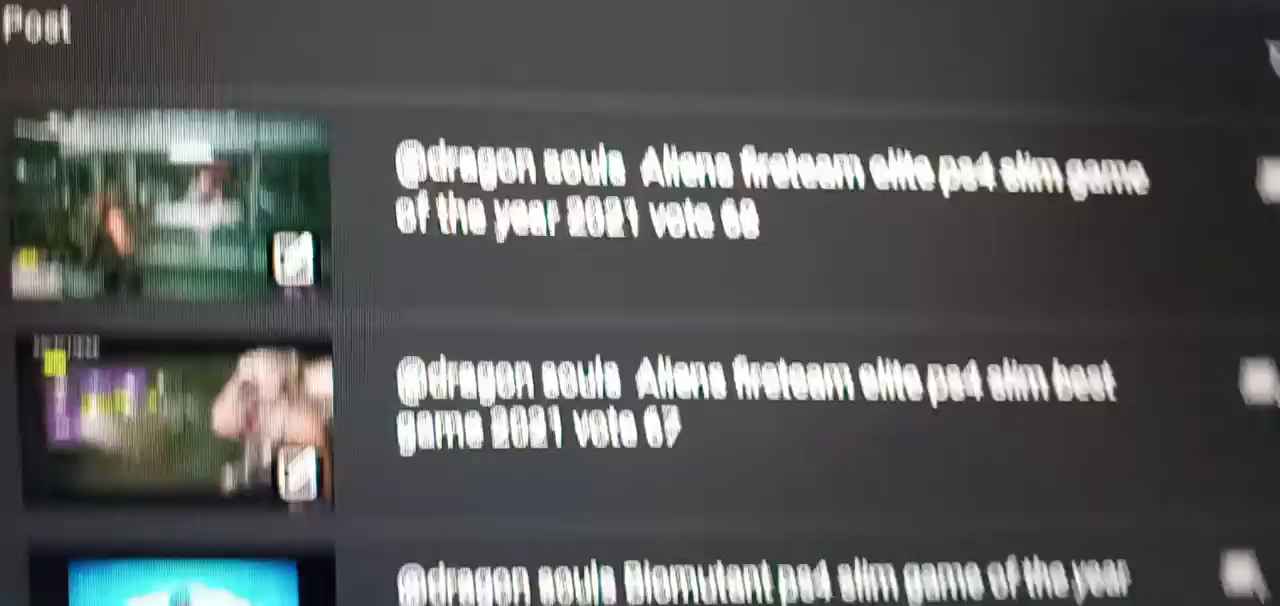 Post
@dragon souls Aliens fireteam elite ps4 slim game
of the year 2021 vote 68
@dragon souls Aliens fireteam elite ps4 slim best
game 2021 vote 67
@dragon souls Biomutant ps4 slim game of the year